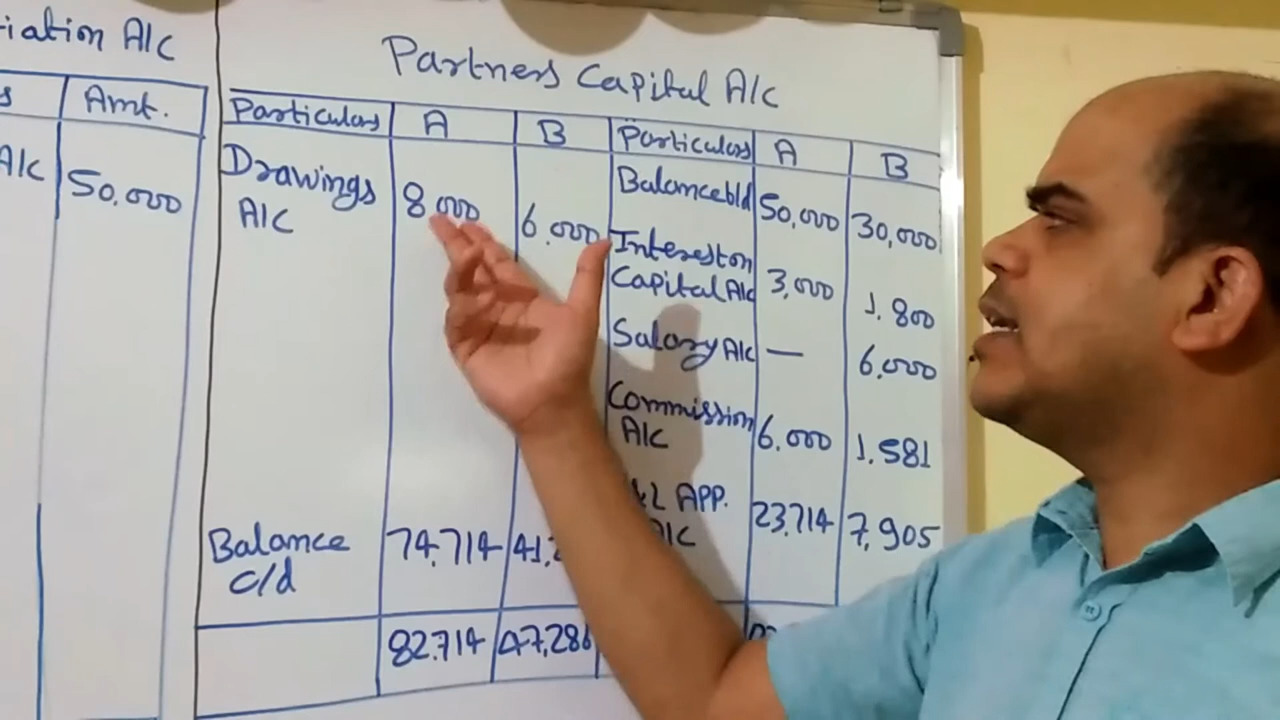 iation A/c
s Amt.
A/c 50,000
Partners Capital A/c
Particulars A B Particulars A B
Drawings A/c 8000 6.000
Balance b/d 50,000 30,000
Interest on Capital A/c 3,000 1.800
Salary A/c — 6.000
Commission A/c 6.000 1.581
&L APP. 23.714 7,905
Balance c/d 74,714
82.714 47,286